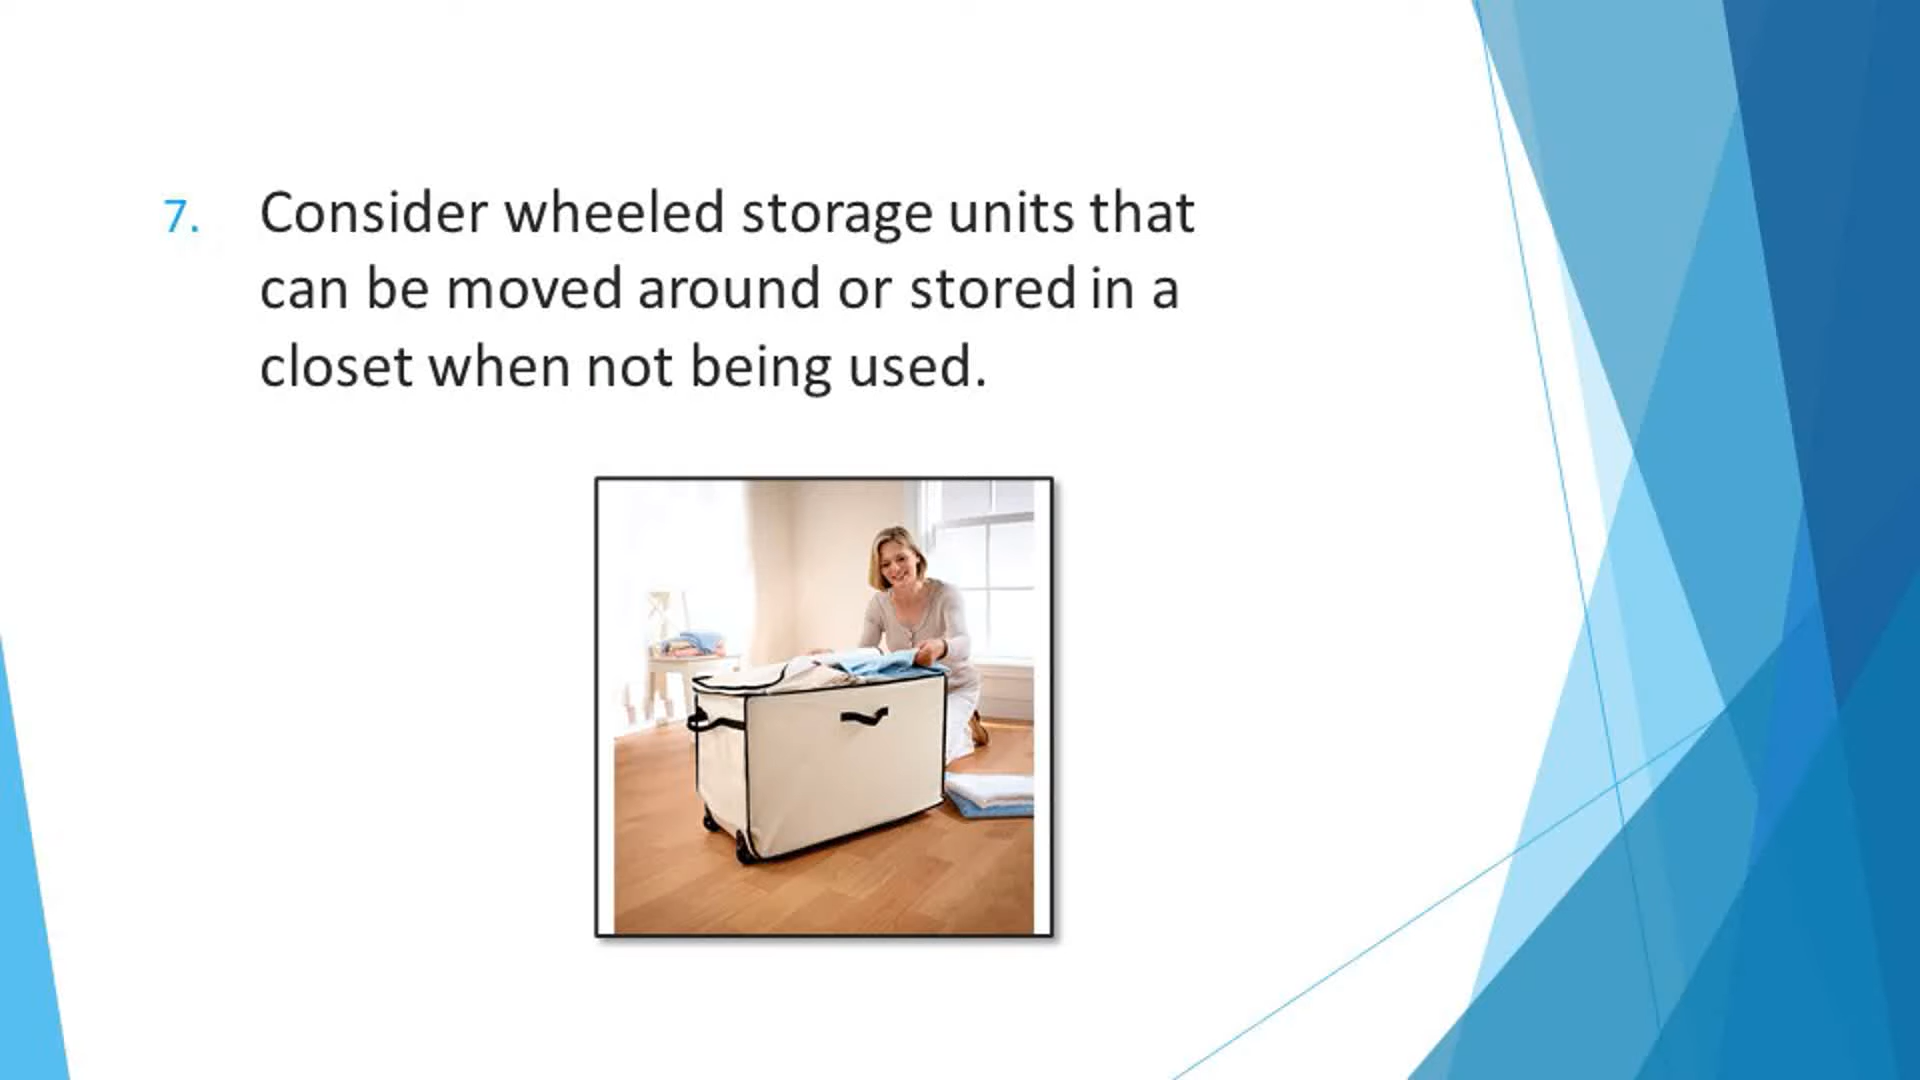 7. Consider wheeled storage units that
can be moved around or stored in a
closet when not being used.